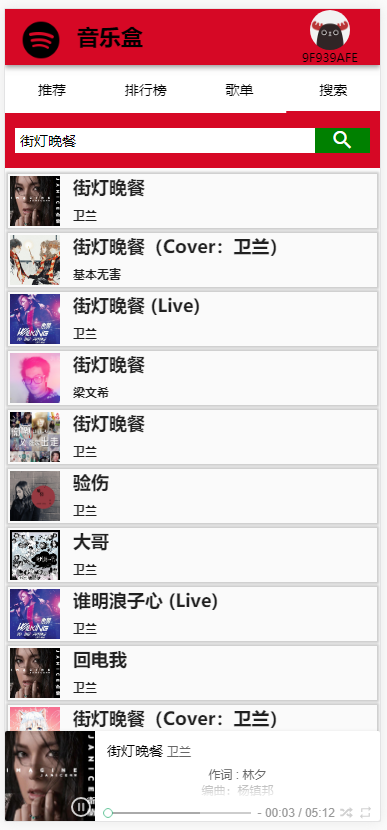 音乐盒
9F939AFE
推荐 排行榜 歌单 搜索
街灯晚餐
街灯晚餐
卫兰
街灯晚餐（Cover：卫兰）
基本无害
街灯晚餐 (Live)
卫兰
街灯晚餐
梁文希
街灯晚餐
卫兰
验伤
卫兰
大哥
卫兰
谁明浪子心 (Live)
卫兰
回电我
卫兰
街灯晚餐（Cover：卫兰）
街灯晚餐 卫兰
作词 : 林夕
编曲：杨镇邦
- 00:03 / 05:12